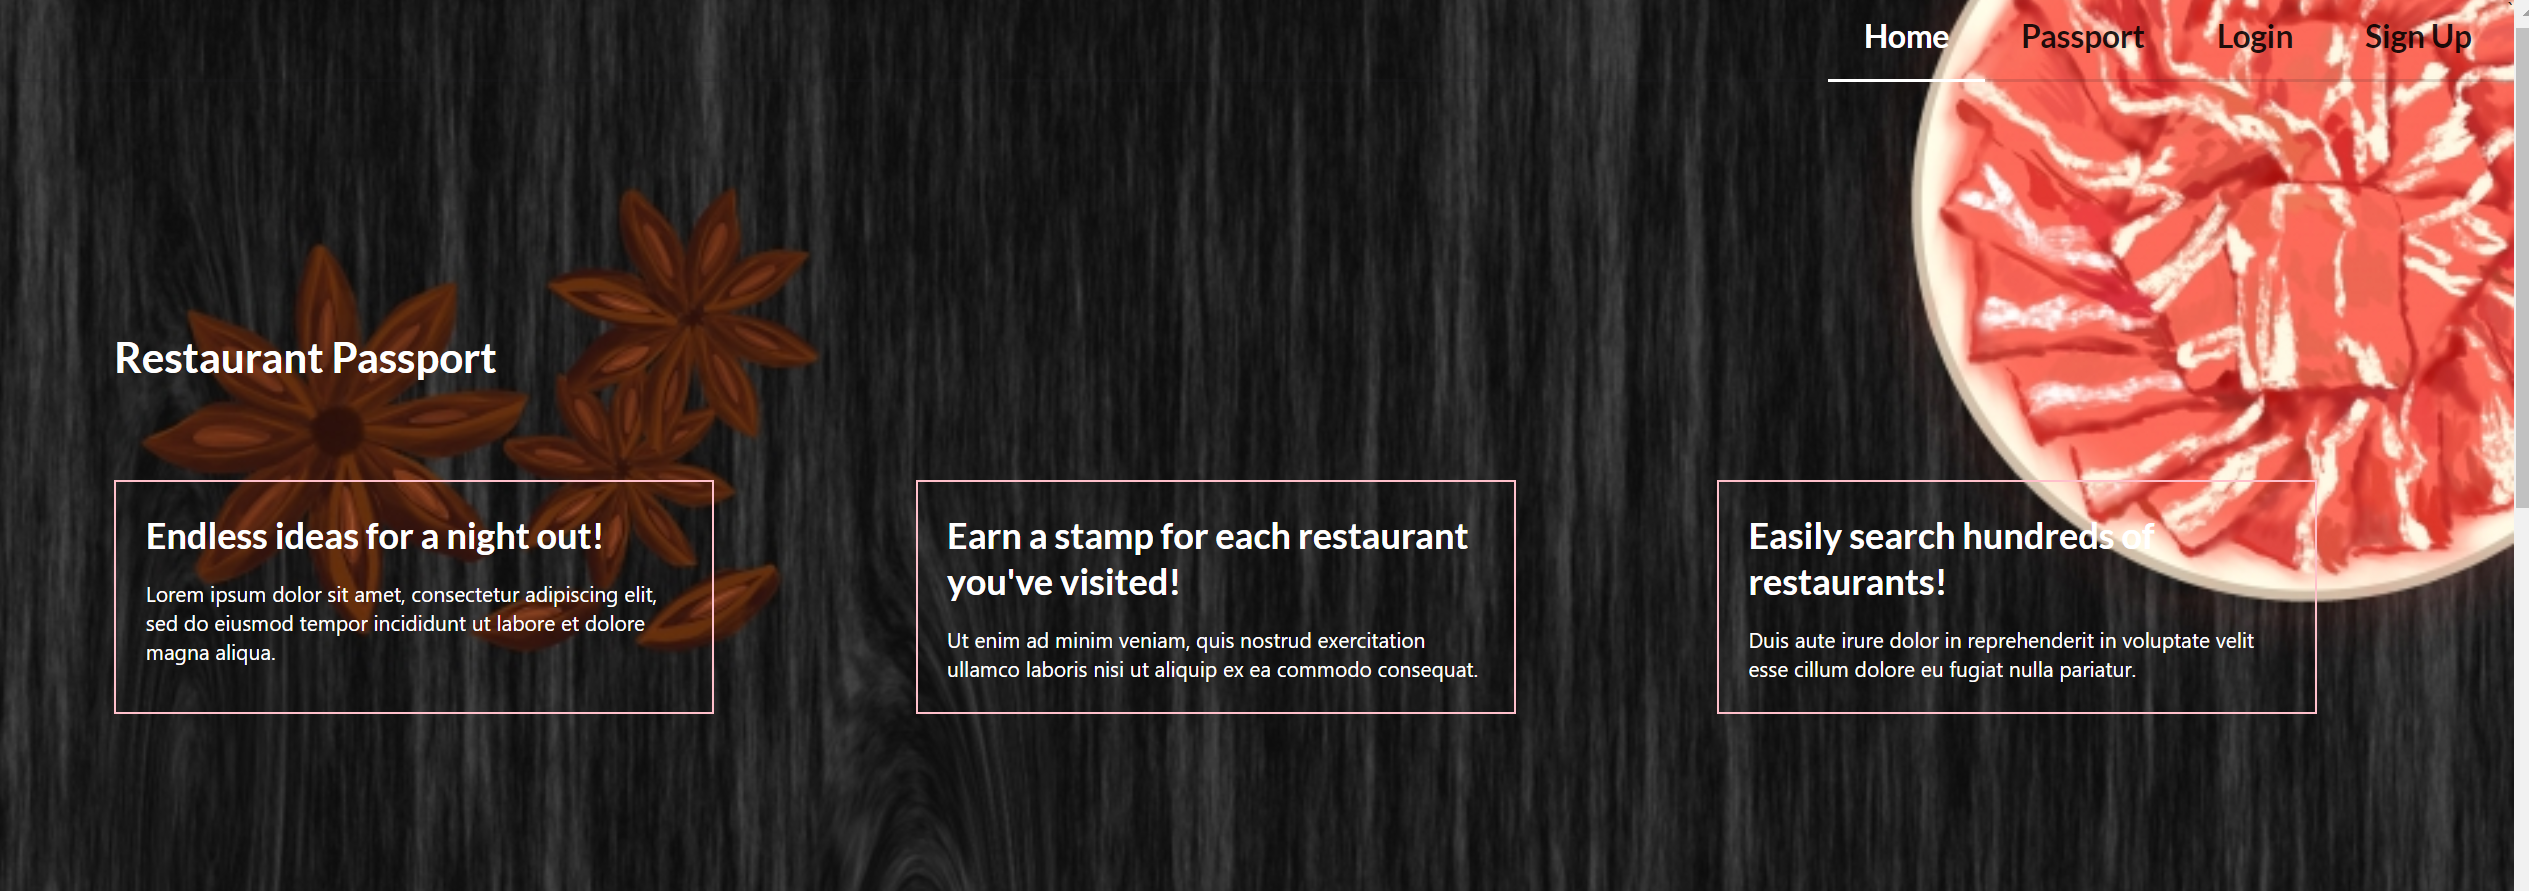 Home Passport Login Sign Up
Restaurant Passport
Endless ideas for a night out!
Lorem ipsum dolor sit amet, consectetur adipiscing elit,
sed do eiusmod tempor incididunt ut labore et dolore
magna aliqua.
Earn a stamp for each restaurant
you've visited!
Ut enim ad minim veniam, quis nostrud exercitation
ullamco laboris nisi ut aliquip ex ea commodo consequat.
Easily search hundreds of
restaurants!
Duis aute irure dolor in reprehenderit in voluptate velit
esse cillum dolore eu fugiat nulla pariatur.